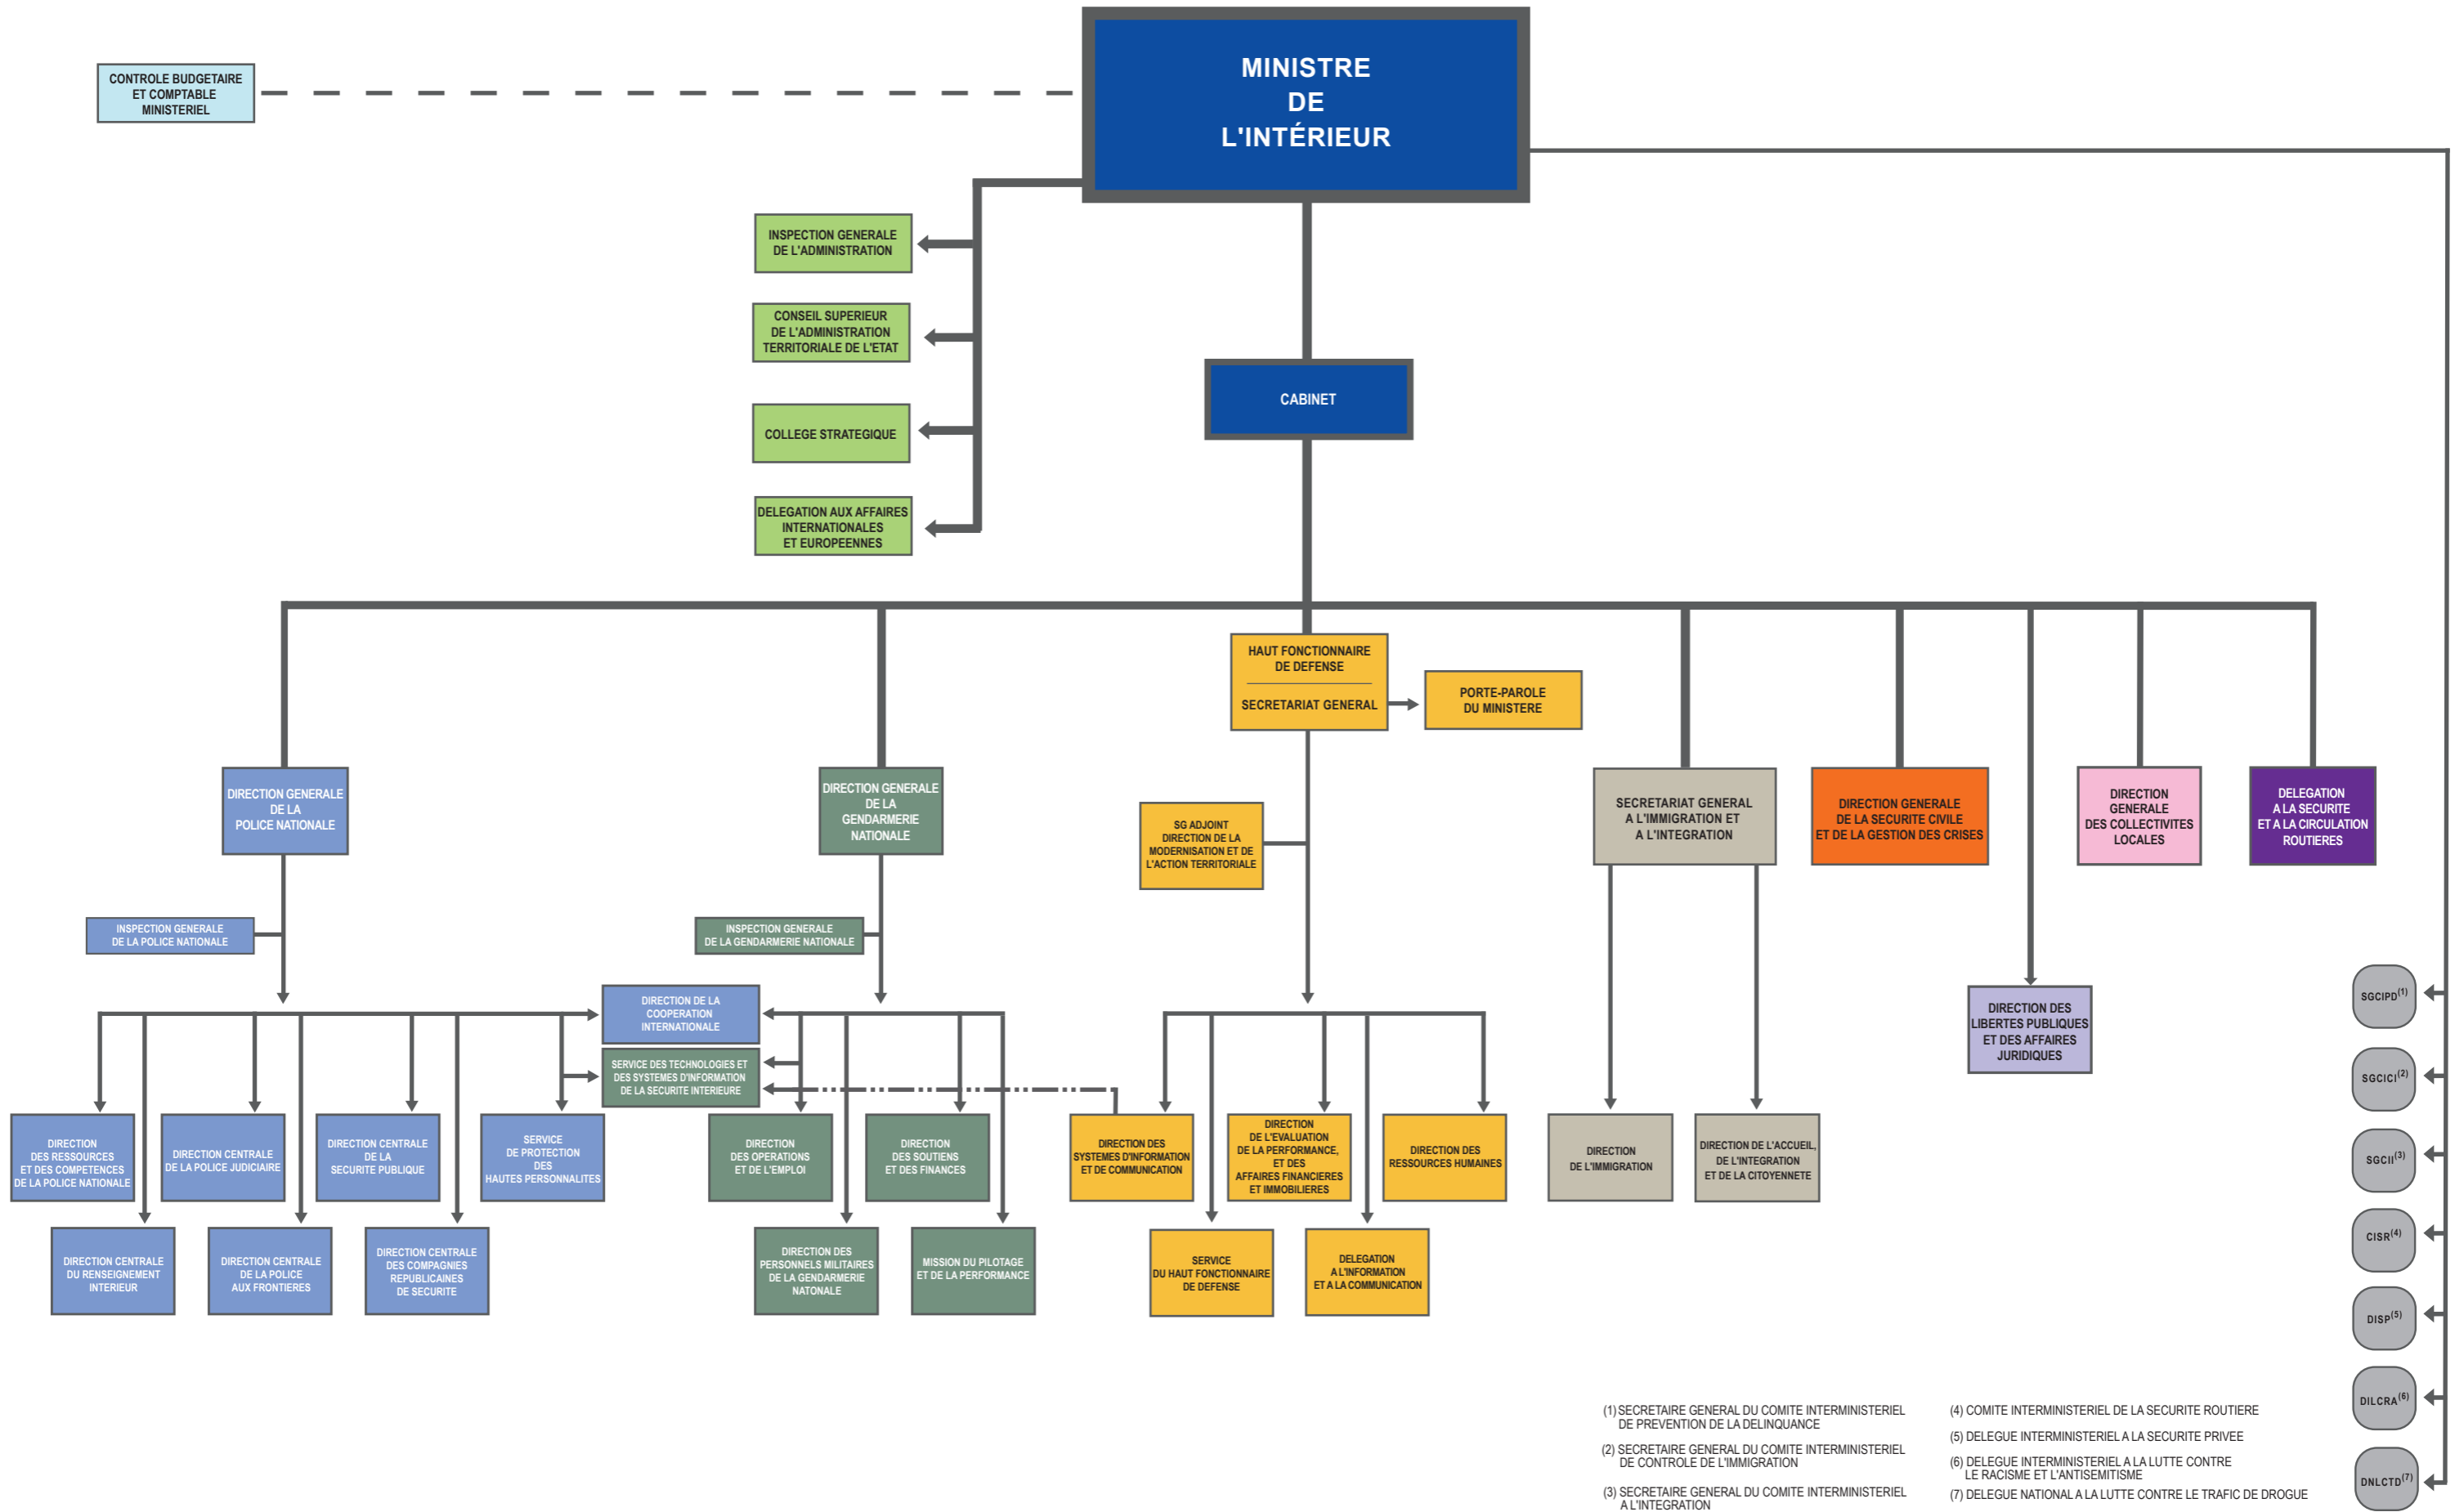 MINISTRE
DE
L'INTÉRIEUR
CONTROLE BUDGETAIRE
ET COMPTABLE
MINISTERIEL
INSPECTION GENERALE
DE L'ADMINISTRATION
CONSEIL SUPERIEUR
DE L'ADMINISTRATION
TERRITORIALE DE L'ETAT
CABINET
COLLEGE STRATEGIQUE
DELEGATION AUX AFFAIRES
INTERNATIONALES
ET EUROPEENNES
HAUT FONCTIONNAIRE
DE DEFENSE
SECRETARIAT GENERAL
PORTE-PAROLE
DU MINISTERE
DIRECTION GENERALE
DE LA
POLICE NATIONALE
DIRECTION GENERALE
DE LA
GENDARMERIE
NATIONALE
SG ADJOINT
DIRECTION DE LA
MODERNISATION ET DE
L'ACTION TERRITORIALE
SECRETARIAT GENERAL
A L'IMMIGRATION ET
A L'INTEGRATION
DIRECTION GENERALE
DE LA SECURITE CIVILE
ET DE LA GESTION DES CRISES
DIRECTION
GENERALE
DES COLLECTIVITES
LOCALES
DELEGATION
A LA SECURITE
ET A LA CIRCULATION
ROUTIERES
INSPECTION GENERALE
DE LA POLICE NATIONALE
INSPECTION GENERALE
DE LA GENDARMERIE NATIONALE
DIRECTION DE LA
COOPERATION
INTERNATIONALE
SERVICE DES TECHNOLOGIES ET
DES SYSTEMES D'INFORMATION
DE LA SECURITE INTERIEURE
DIRECTION DES
LIBERTES PUBLIQUES
ET DES AFFAIRES
JURIDIQUES
DIRECTION
DES RESSOURCES
ET DES COMPETENCES
DE LA POLICE NATIONALE
DIRECTION CENTRALE
DE LA POLICE JUDICIAIRE
DIRECTION CENTRALE
DE LA
SECURITE PUBLIQUE
SERVICE
DE PROTECTION
DES
HAUTES PERSONNALITES
DIRECTION
DES OPERATIONS
ET DE L'EMPLOI
DIRECTION
DES SOUTIENS
ET DES FINANCES
DIRECTION DES
SYSTEMES D'INFORMATION
ET DE COMMUNICATION
DIRECTION
DE L'EVALUATION
DE LA PERFORMANCE,
ET DES
AFFAIRES FINANCIERES
ET IMMOBILIERES
DIRECTION DES
RESSOURCES HUMAINES
DIRECTION
DE L'IMMIGRATION
DIRECTION DE L'ACCUEIL,
DE L'INTEGRATION
ET DE LA CITOYENNETE
DIRECTION CENTRALE
DU RENSEIGNEMENT
INTERIEUR
DIRECTION CENTRALE
DE LA POLICE
AUX FRONTIERES
DIRECTION CENTRALE
DES COMPAGNIES
REPUBLICAINES
DE SECURITE
DIRECTION DES
PERSONNELS MILITAIRES
DE LA GENDARMERIE
NATONALE
MISSION DU PILOTAGE
ET DE LA PERFORMANCE
SERVICE
DU HAUT FONCTIONNAIRE
DE DEFENSE
DELEGATION
A L'INFORMATION
ET A LA COMMUNICATION
SGCIPD(1)
SGCICI(2)
SGCII(3)
CISR(4)
DISP(5)
DILCRA(6)
DNLCTD(7)
(1) SECRETAIRE GENERAL DU COMITE INTERMINISTERIEL
DE PREVENTION DE LA DELINQUANCE
(2) SECRETAIRE GENERAL DU COMITE INTERMINISTERIEL
DE CONTROLE DE L'IMMIGRATION
(3) SECRETAIRE GENERAL DU COMITE INTERMINISTERIEL
A L'INTEGRATION
(4) COMITE INTERMINISTERIEL DE LA SECURITE ROUTIERE
(5) DELEGUE INTERMINISTERIEL A LA SECURITE PRIVEE
(6) DELEGUE INTERMINISTERIEL A LA LUTTE CONTRE
LE RACISME ET L'ANTISEMITISME
(7) DELEGUE NATIONAL A LA LUTTE CONTRE LE TRAFIC DE DROGUE